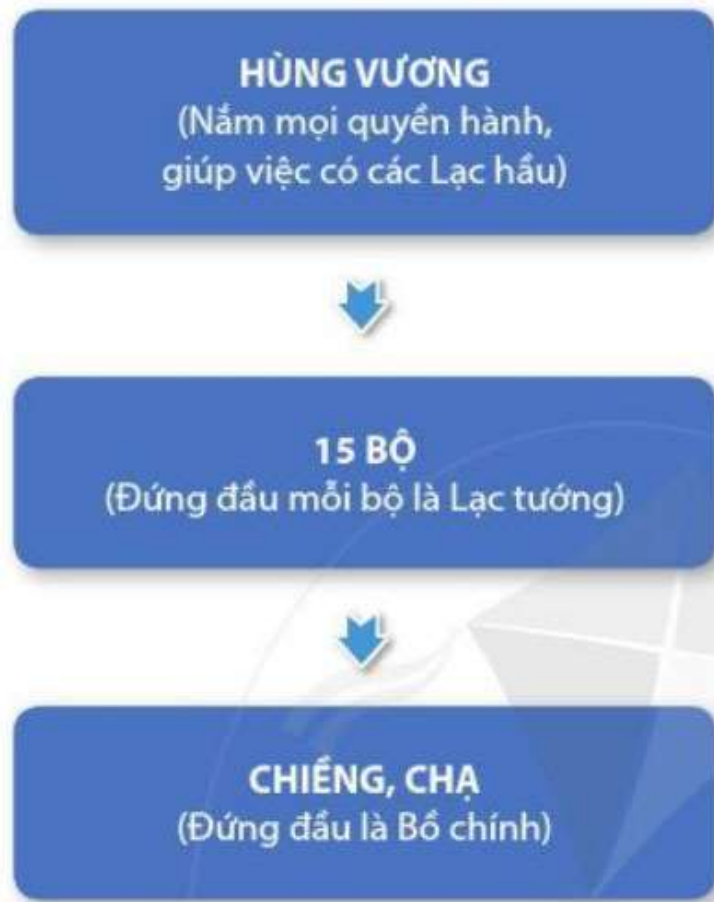 HÙNG VƯƠNG
(Nắm mọi quyền hành,
giúp việc có các Lạc hầu)
15 BỘ
(Đứng đầu mỗi bộ là Lạc tướng)
CHIỀNG, CHẠ
(Đứng đầu là Bồ chính)